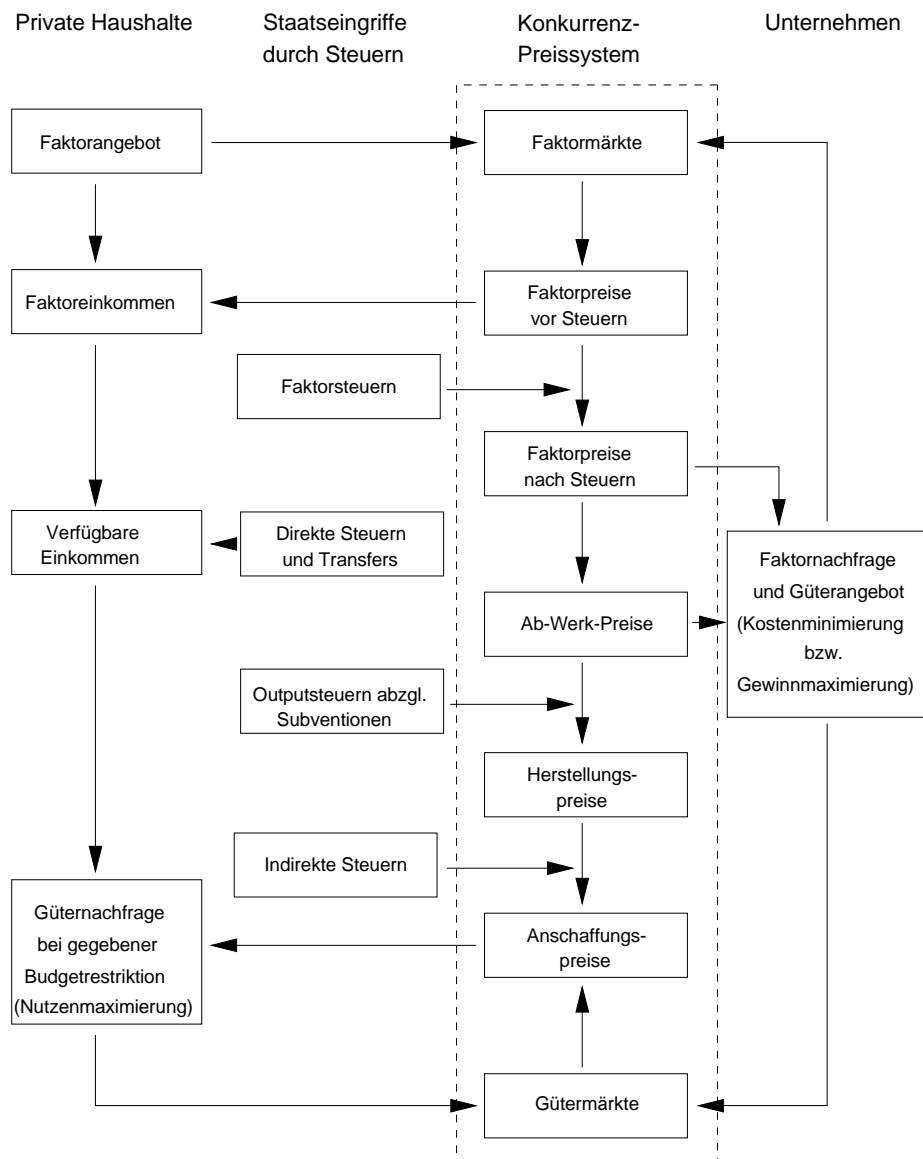 Private Haushalte
Staatseingriffe
durch Steuern
Konkurrenz-
Preissystem
Unternehmen
Faktorangebot
Faktormärkte
Faktoreinkommen
Faktorpreise
vor Steuern
Faktorsteuern
Faktorpreise
nach Steuern
Verfügbare
Einkommen
Direkte Steuern
und Transfers
Faktornachfrage
und Güterangebot
(Kostenminimierung
bzw.
Gewinnmaximierung)
Ab-Werk-Preise
Outputsteuern abzgl.
Subventionen
Herstellungs-
preise
Indirekte Steuern
Güternachfrage
bei gegebener
Budgetrestriktion
(Nutzenmaximierung)
Anschaffungs-
preise
Gütermärkte